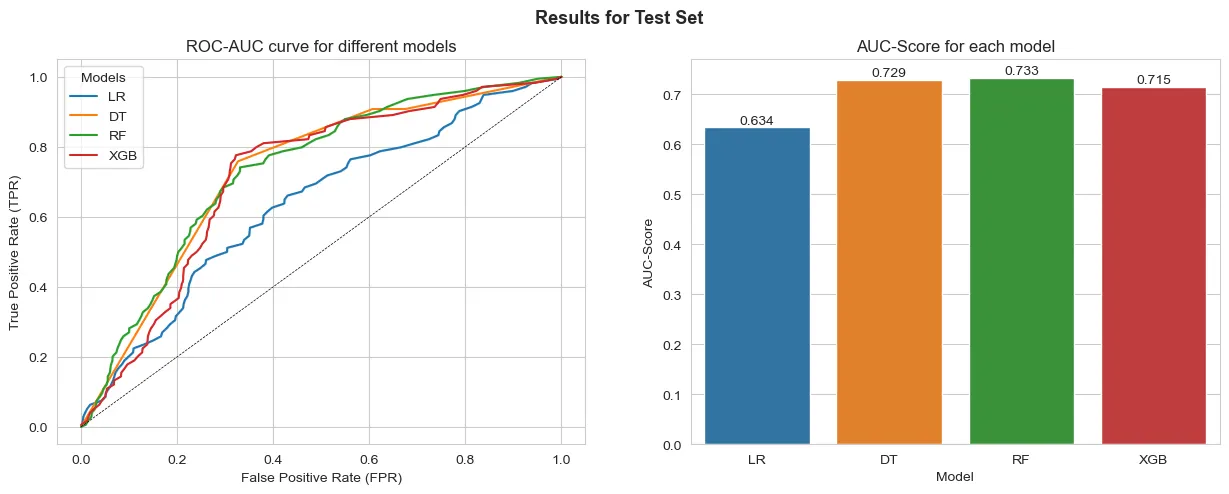 Results for Test Set
ROC-AUC curve for different models
Models
LR
DT
RF
XGB
1.0
0.8
0.6
0.4
0.2
0.0
True Positive Rate (TPR)
0.0 0.2 0.4 0.6 0.8 1.0
False Positive Rate (FPR)
AUC-Score for each model
0.634 0.729 0.733 0.715
0.7
0.6
0.5
0.4
0.3
0.2
0.1
0.0
AUC-Score
LR DT RF XGB
Model